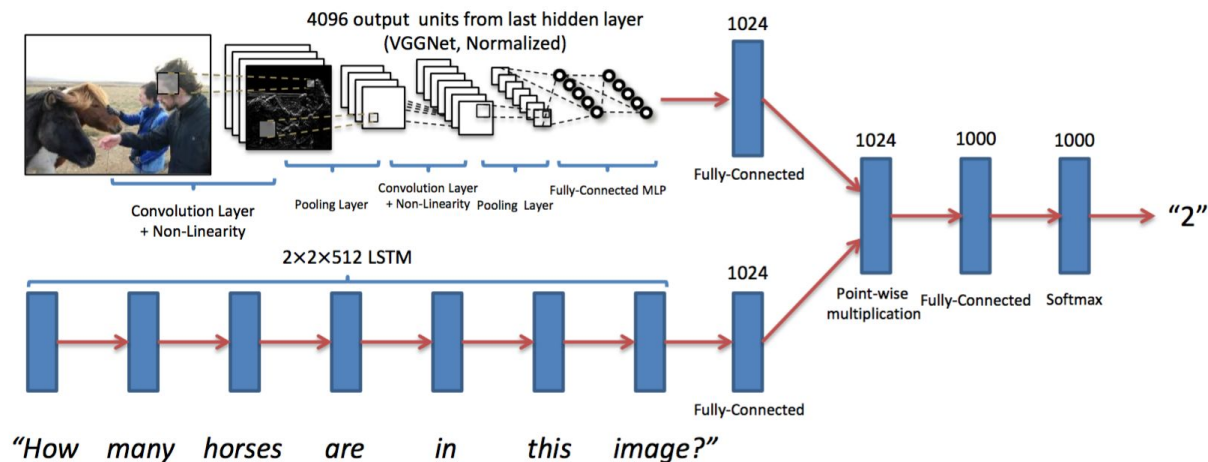 4096 output units from last hidden layer
(VGGNet, Normalized)
1024
Fully-Connected
Convolution Layer
+ Non-Linearity
Pooling Layer
Convolution Layer
+ Non-Linearity
Pooling Layer
Fully-Connected MLP
2×2×512 LSTM
1024
Fully-Connected
1024
Point-wise
multiplication
1000
Fully-Connected
1000
Softmax
“2”
“How many horses are in this image?”